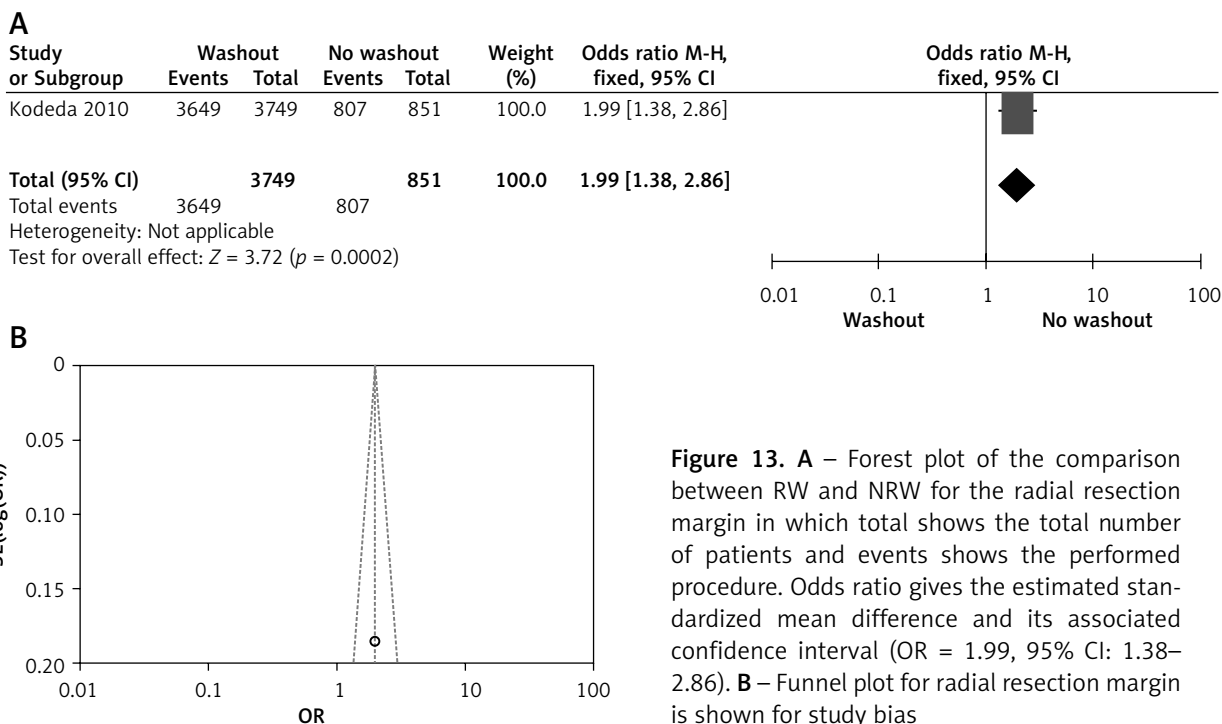 A
Study Washout No washout Weight Odds ratio M-H, Odds ratio M-H,
or Subgroup Events Total Events Total (%) fixed, 95% CI fixed, 95% CI
Kodeda 2010 3649 3749 807 851 100.0 1.99 [1.38, 2.86]
Total (95% CI) 3749 851 100.0 1.99 [1.38, 2.86]
Total events 3649 807
Heterogeneity: Not applicable
Test for overall effect: Z = 3.72 (p = 0.0002)
0.01 0.1 1 10 100
Washout No washout
B
0
0.05
0.10
0.15
0.20
0.01 0.1 1 10 100
OR
Figure 13. A – Forest plot of the comparison
between RW and NRW for the radial resection
margin in which total shows the total number
of patients and events shows the performed
procedure. Odds ratio gives the estimated stan-
dardized mean difference and its associated
confidence interval (OR = 1.99, 95% CI: 1.38–
2.86). B – Funnel plot for radial resection margin
is shown for study bias